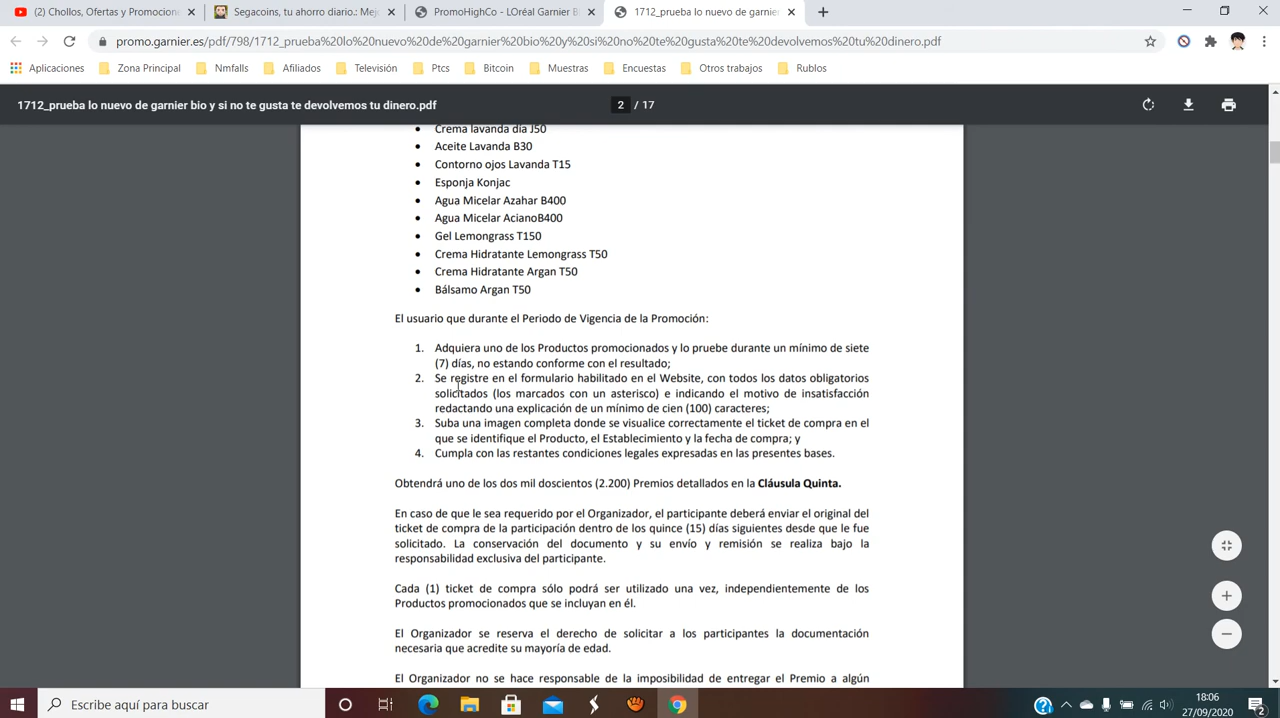 (2) Chollos, Ofertas y Promocione
Segacoins, tu ahorro diario.: Mej
PromoHighCo - LOréal Garnier Bi
1712_prueba lo nuevo de garnier
promo.garnier.es/pdf/798/1712_prueba%20lo%20nuevo%20de%20garnier%20bio%20y%20si%20no%20te%20gusta%20te%20devolvemos%20tu%20dinero.pdf
Aplicaciones
Zona Principal
Nmfalls
Afiliados
Televisión
Ptcs
Bitcoin
Muestras
Encuestas
Otros trabajos
Rublos
1712_prueba lo nuevo de garnier bio y si no te gusta te devolvemos tu dinero.pdf
2 / 17
• Crema lavanda día J50
• Aceite Lavanda B30
• Contorno ojos Lavanda T15
• Esponja Konjac
• Agua Micelar Azahar B400
• Agua Micelar AcianoB400
• Gel Lemongrass T150
• Crema Hidratante Lemongrass T50
• Crema Hidratante Argan T50
• Bálsamo Argan T50
El usuario que durante el Periodo de Vigencia de la Promoción:
1. Adquiera uno de los Productos promocionados y lo pruebe durante un mínimo de siete
(7) días, no estando conforme con el resultado;
2. Se registre en el formulario habilitado en el Website, con todos los datos obligatorios
solicitados (los marcados con un asterisco) e indicando el motivo de insatisfacción
redactando una explicación de un mínimo de cien (100) caracteres;
3. Suba una imagen completa donde se visualice correctamente el ticket de compra en el
que se identifique el Producto, el Establecimiento y la fecha de compra; y
4. Cumpla con las restantes condiciones legales expresadas en las presentes bases.
Obtendrá uno de los dos mil doscientos (2.200) Premios detallados en la Cláusula Quinta.
En caso de que le sea requerido por el Organizador, el participante deberá enviar el original del
ticket de compra de la participación dentro de los quince (15) días siguientes desde que le fue
solicitado. La conservación del documento y su envío y remisión se realiza bajo la
responsabilidad exclusiva del participante.
Cada (1) ticket de compra sólo podrá ser utilizado una vez, independientemente de los
Productos promocionados que se incluyan en él.
El Organizador se reserva el derecho de solicitar a los participantes la documentación
necesaria que acredite su mayoría de edad.
El Organizador no se hace responsable de la imposibilidad de entregar el Premio a algún
Escribe aquí para buscar
18:06
27/09/2020
2